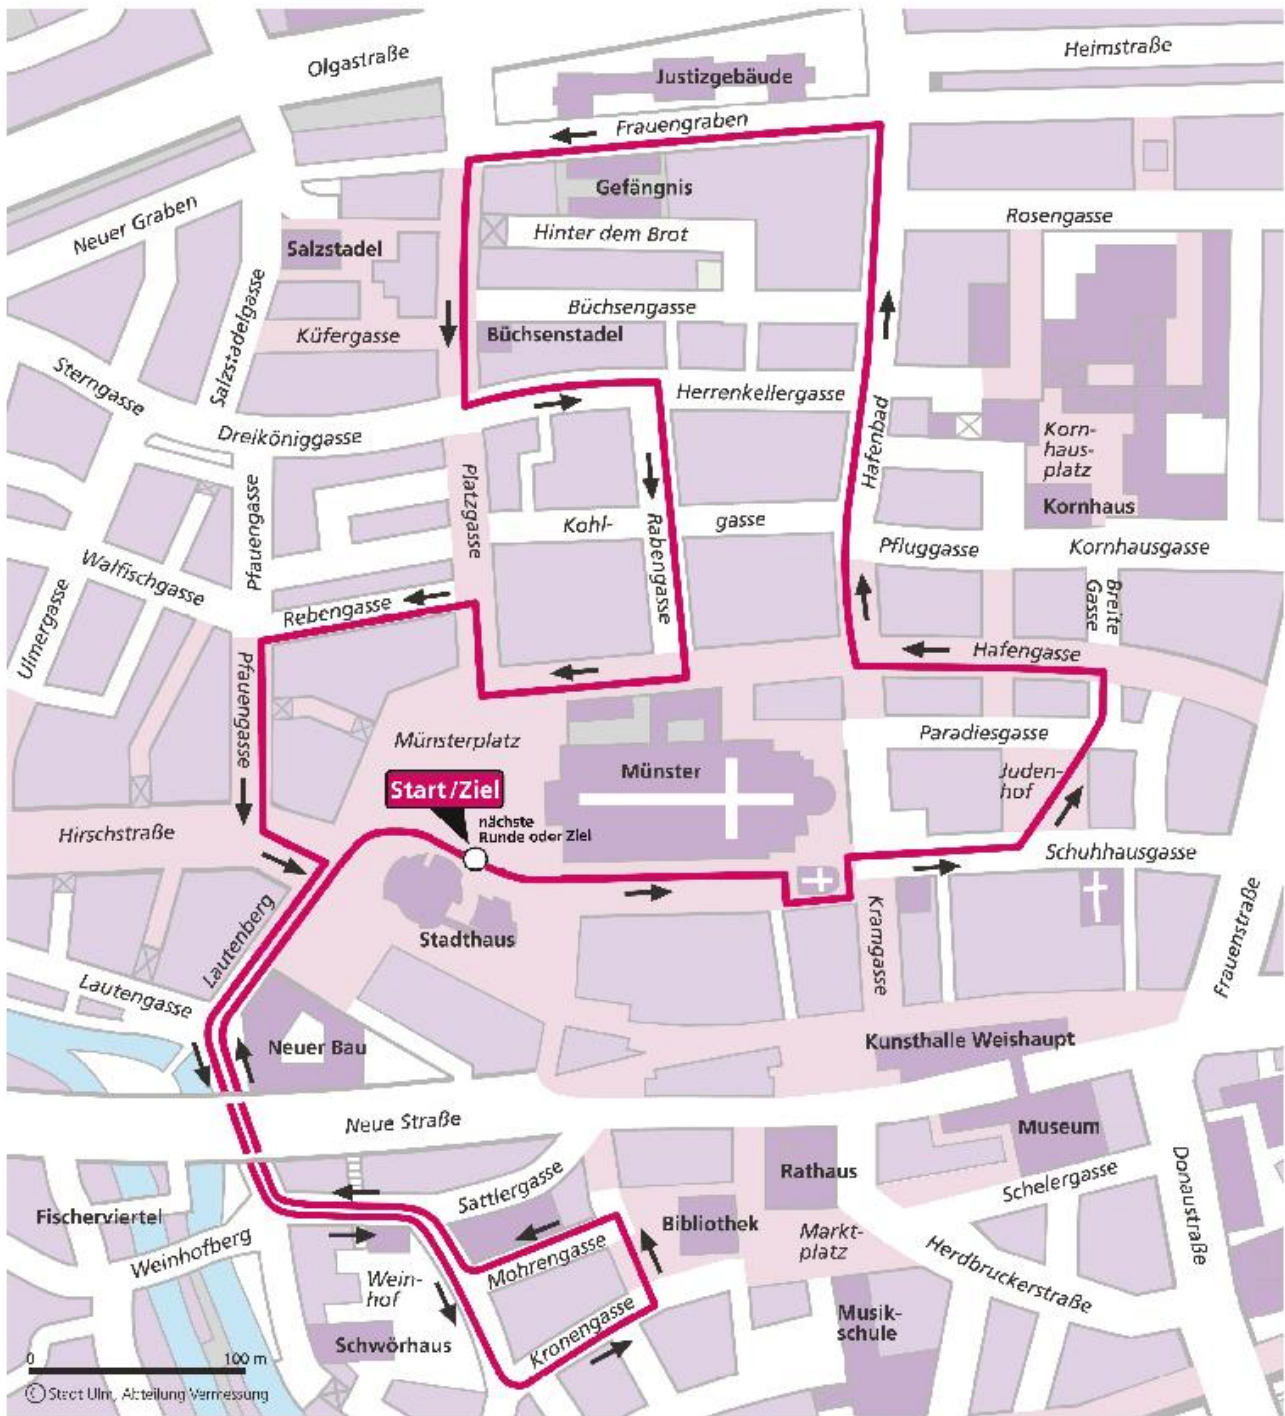 Olgastraße
Justizgebäude
Heimstraße
Frauengraben
Gefängnis
Neuer Graben
Rosengasse
Hinter dem Brot
Salzstadel
Büchsengasse
Küfergasse
Büchsenstadel
Salzstadelgasse
Sterngasse
Herrenkellergasse
Dreiköniggasse
Hafenbad
Korn-
haus-
platz
Kornhaus
Platzgasse
Pfauengasse
Kohl-
gasse
Rabengasse
Pfluggasse
Kornhausgasse
Walfischgasse
Breite
Gasse
Rebengasse
Ulmergasse
Hafengasse
Pfauengasse
Münsterplatz
Paradiesgasse
Münster
Juden-
hof
Start/Ziel
nächste
Runde oder Ziel
Hirschstraße
Schuhhausgasse
Lautenberg
Stadthaus
Kramgasse
Frauenstraße
Lautengasse
Neuer Bau
Kunsthalle Weishaupt
Neue Straße
Museum
Rathaus
Sattlergasse
Schelergasse
Donaustraße
Fischerviertel
Bibliothek
Weinhofberg
Mohrengasse
Markt-
platz
Herdbruckerstraße
Wein-
hof
Kronengasse
Musik-
schule
Schwörhaus
0 100 m
© Stadt Ulm, Abteilung Vermessung